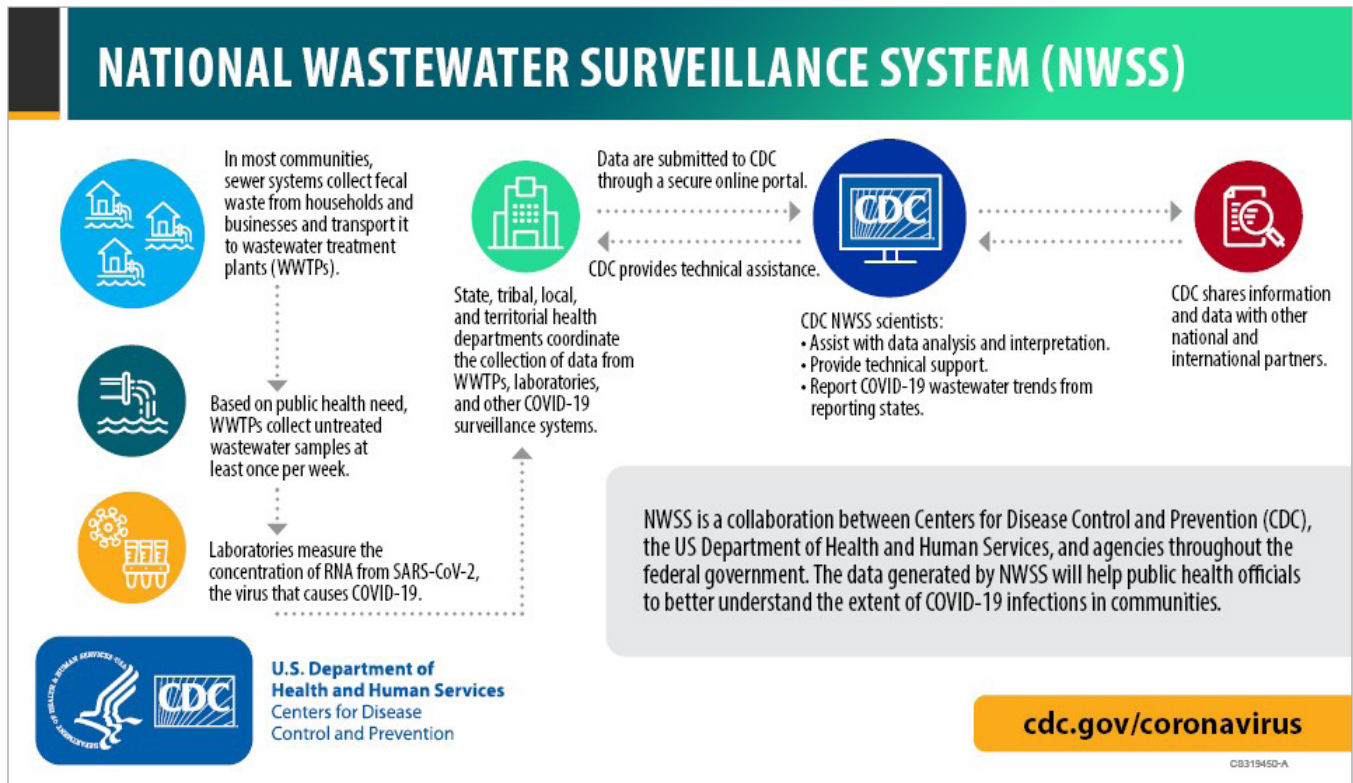 NATIONAL WASTEWATER SURVEILLANCE SYSTEM (NWSS)
In most communities,
sewer systems collect fecal
waste from households and
businesses and transport it
to wastewater treatment
plants (WWTPs).
Based on public health need,
WWTPs collect untreated
wastewater samples at
least once per week.
Laboratories measure the
concentration of RNA from SARS-CoV-2,
the virus that causes COVID-19.
State, tribal, local,
and territorial health
departments coordinate
the collection of data from
WWTPs, laboratories,
and other COVID-19
surveillance systems.
Data are submitted to CDC
through a secure online portal.
CDC provides technical assistance.
CDC
CDC NWSS scientists:
• Assist with data analysis and interpretation.
• Provide technical support.
• Report COVID-19 wastewater trends from
reporting states.
CDC shares information
and data with other
national and
international partners.
NWSS is a collaboration between Centers for Disease Control and Prevention (CDC),
the US Department of Health and Human Services, and agencies throughout the
federal government. The data generated by NWSS will help public health officials
to better understand the extent of COVID-19 infections in communities.
DEPARTMENT OF HEALTH & HUMAN SERVICES · USA
CDC
U.S. Department of
Health and Human Services
Centers for Disease
Control and Prevention
cdc.gov/coronavirus
CS319450-A